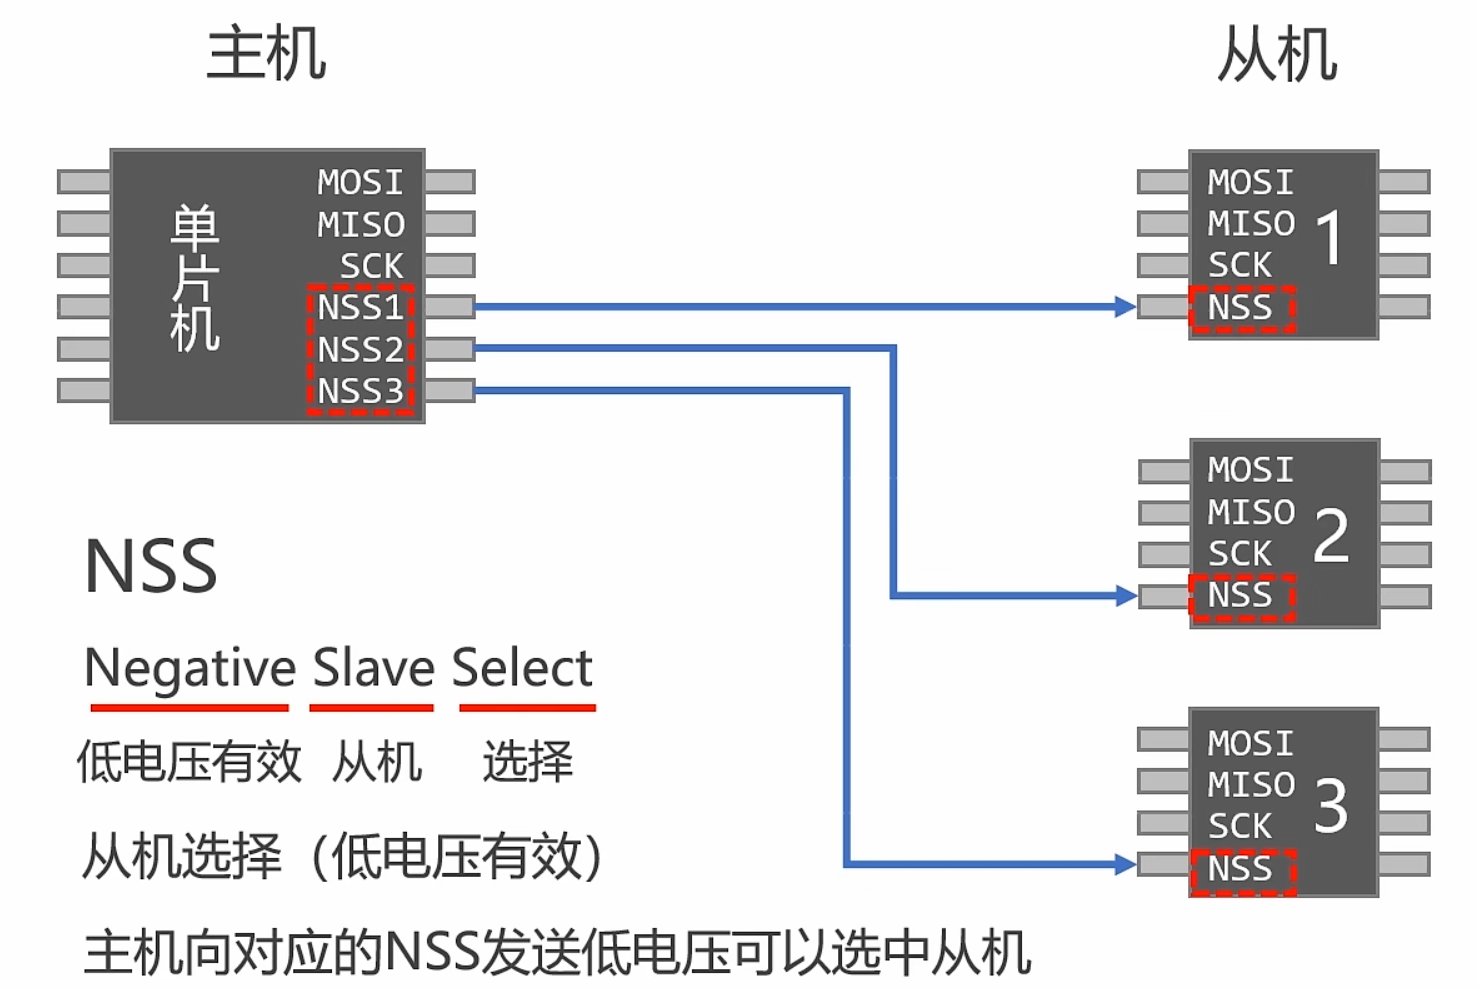 主机
从机
单片机
MOSI
MISO
SCK
NSS1
NSS2
NSS3
MOSI
MISO
SCK
NSS
1
MOSI
MISO
SCK
NSS
2
MOSI
MISO
SCK
NSS
3
NSS
Negative Slave Select
低电压有效 从机 选择
从机选择（低电压有效）
主机向对应的NSS发送低电压可以选中从机